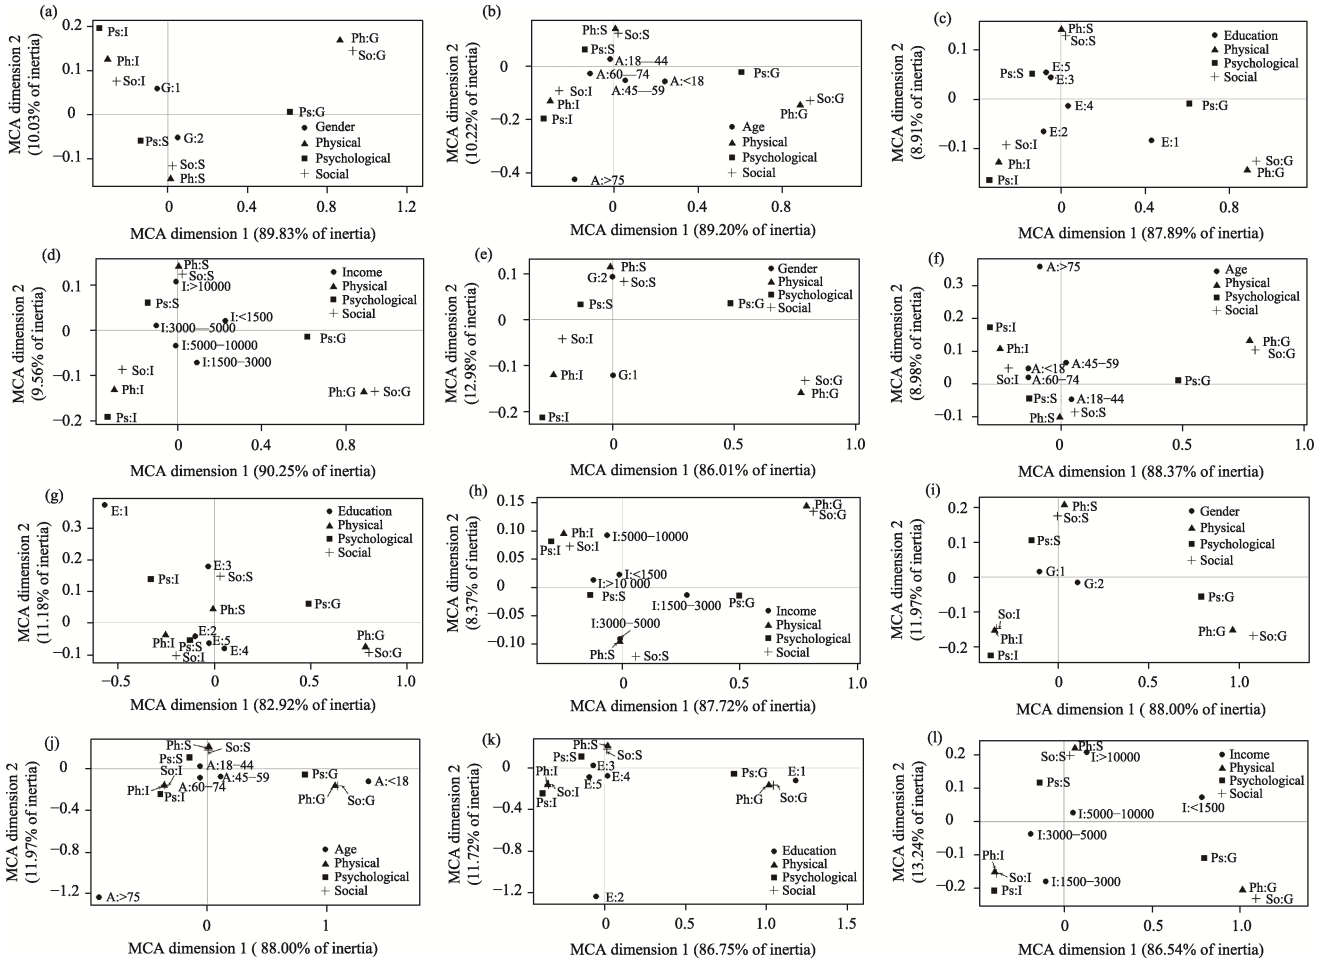 (a)
MCA dimension 2
(10.03% of inertia)
0.2
0.1
0
−0.1
Ps:I
Ph:G
So:G
Ph:I
So:I
G:1
Ps:G
G:2
Ps:S
So:S
Ph:S
Gender
Physical
Psychological
Social
0
0.4
0.8
1.2
MCA dimension 1 (89.83% of inertia)
(b)
MCA dimension 2
(10.22% of inertia)
0
−0.2
−0.4
Ph:S
So:S
Ps:S
A:18—44
A:60—74
A:<18
A:45—59
Ps:G
So:I
Ph:I
Ps:I
So:G
Ph:G
A:>75
Age
Physical
Psychological
Social
0
0.4
0.8
MCA dimension 1 (89.20% of inertia)
(c)
MCA dimension 2
(8.91% of inertia)
0.1
0
−0.1
Ph:S
So:S
Ps:S
E:5
E:3
E:4
Ps:G
E:2
E:1
So:I
Ph:I
Ps:I
So:G
Ph:G
Education
Physical
Psychological
Social
0
0.4
0.8
MCA dimension 1 (87.89% of inertia)
(d)
MCA dimension 2
(9.56% of inertia)
0.1
0
−0.1
−0.2
Ph:S
So:S
I:>10000
Ps:S
I:<1500
I:3000—5000
Ps:G
I:5000−10000
I:1500−3000
So:I
Ph:I
Ph:G
So:G
Ps:I
Income
Physical
Psychological
Social
0
0.4
0.8
MCA dimension 1 (90.25% of inertia)
(e)
MCA dimension 2
(12.98% of inertia)
0.1
0
−0.1
−0.2
Ph:S
G:2
So:S
Ps:S
Ps:G
So:I
Ph:I
G:1
So:G
Ph:G
Ps:I
Gender
Physical
Psychological
Social
0
0.5
1.0
MCA dimension 1 (86.01% of inertia)
(f)
MCA dimension 2
(8.98% of inertia)
0.3
0.2
0.1
0
−0.1
A:>75
Ps:I
Ph:I
Ph:G
So:G
A:45−59
A:<18
So:I
A:60−74
Ps:G
Ps:S
A:18−44
Ph:S
So:S
Age
Physical
Psychological
Social
0
0.5
1.0
MCA dimension 1 (88.37% of inertia)
(g)
MCA dimension 2
(11.18% of inertia)
0.3
0.2
0.1
0
−0.1
E:1
E:3
So:S
Ps:I
Ps:G
Ph:S
E:2
Ph:I
Ps:S
E:5
So:I
E:4
Ph:G
So:G
Education
Physical
Psychological
Social
−0.5
0
0.5
1.0
MCA dimension 1 (82.92% of inertia)
(h)
MCA dimension 2
(8.37% of inertia)
0.15
0.10
0.05
0
−0.05
−0.10
Ph:G
So:G
Ph:I
I:5000−10000
Ps:I
So:I
I:<1500
I:>10 000
Ps:S
I:1500−3000
Ps:G
I:3000−5000
Ph:S
So:S
Income
Physical
Psychological
Social
0
0.5
1.0
MCA dimension 1 (87.72% of inertia)
(i)
MCA dimension 2
(11.97% of inertia)
0.2
0.1
0
−0.1
−0.2
Ph:S
So:S
Ps:S
G:1
G:2
Ps:G
So:I
Ph:I
Ps:I
Ph:G
So:G
Gender
Physical
Psychological
Social
0
0.5
1.0
MCA dimension 1 ( 88.00% of inertia)
(j)
MCA dimension 2
(11.97% of inertia)
0
−0.4
−0.8
−1.2
Ph:S
So:S
Ps:S
A:18−44
So:I
A:45−59
Ps:G
A:<18
Ph:I
A:60−74
Ps:I
Ph:G
So:G
A:>75
Age
Physical
Psychological
Social
0
1
MCA dimension 1 ( 88.00% of inertia)
(k)
MCA dimension 2
(11.72% of inertia)
0.4
0
−0.4
−0.8
−1.2
Ph:S
So:S
Ps:S
E:3
Ph:I
E:5
E:4
So:I
Ps:I
Ps:G
E:1
Ph:G
So:G
E:2
Education
Physical
Psychological
Social
0
0.5
1.0
1.5
MCA dimension 1 (86.75% of inertia)
(l)
MCA dimension 2
(13.24% of inertia)
0.2
0.1
0
−0.1
−0.2
Ph:S
So:S
I:>10000
Ps:S
I:<1500
I:5000−10000
I:3000−5000
Ps:G
Ph:I
So:I
Ps:I
I:1500−3000
Ph:G
So:G
Income
Physical
Psychological
Social
0
0.5
1.0
MCA dimension 1 (86.54% of inertia)